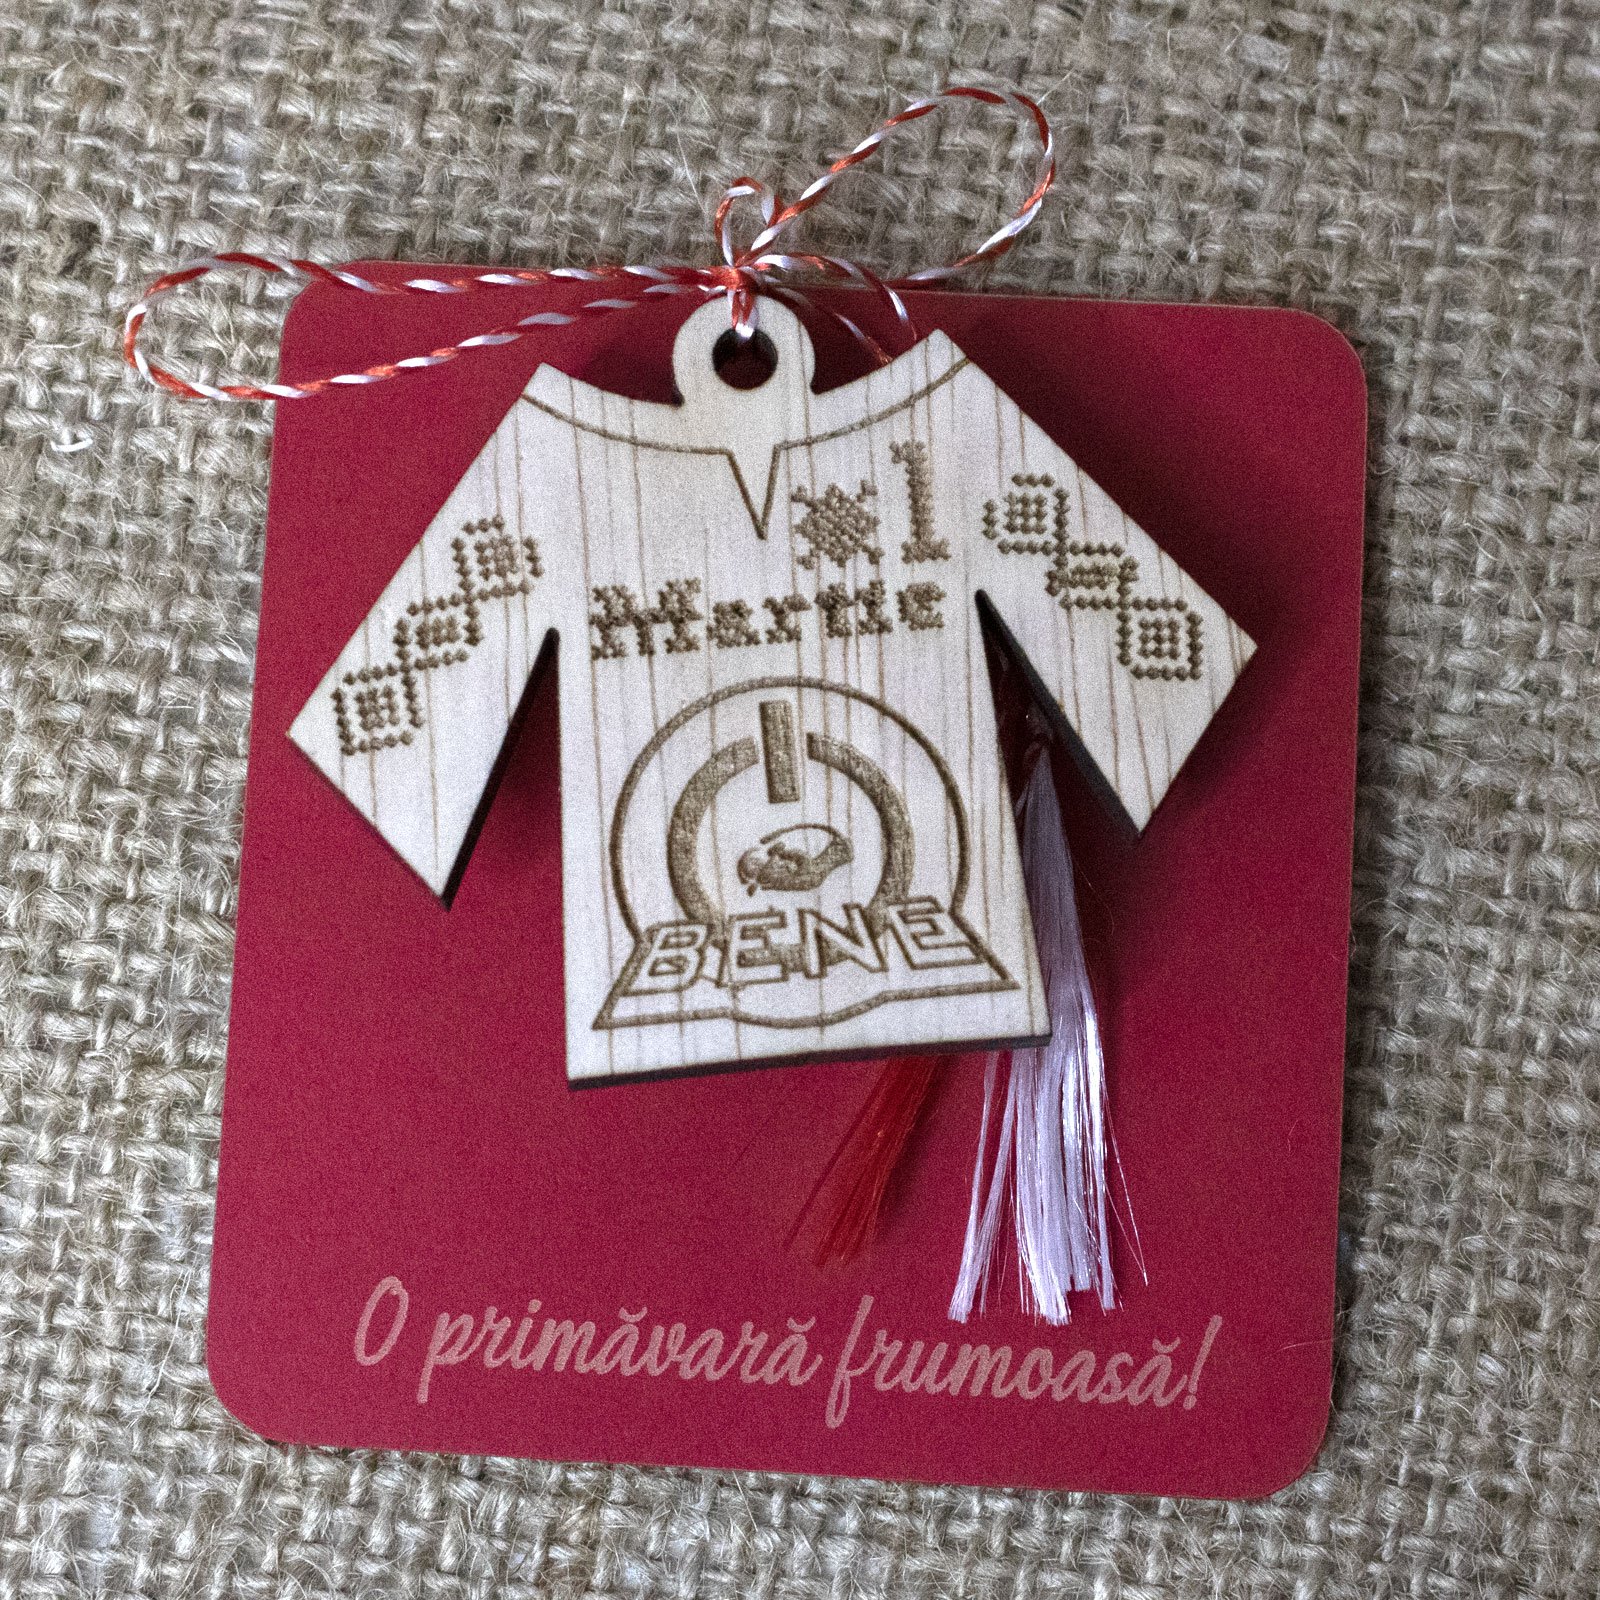 1
Martie
BENE
O primăvară frumoasă!